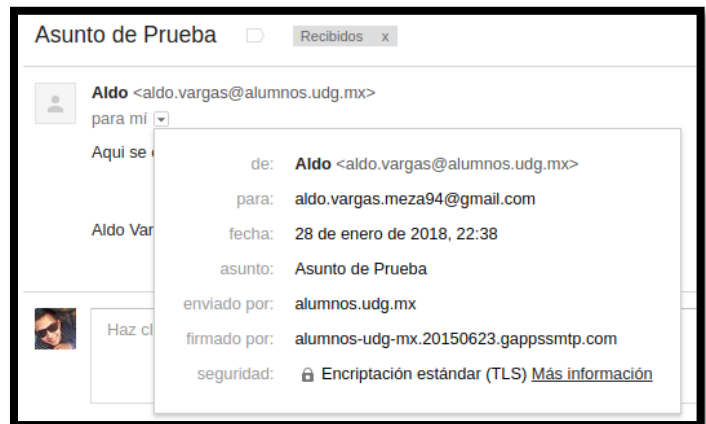 Asunto de Prueba Recibidos x
Aldo <aldo.vargas@alumnos.udg.mx>
para mí
Aqui se
de: Aldo <aldo.vargas@alumnos.udg.mx>
para: aldo.vargas.meza94@gmail.com
Aldo Var
fecha: 28 de enero de 2018, 22:38
asunto: Asunto de Prueba
enviado por: alumnos.udg.mx
Haz cl
firmado por: alumnos-udg-mx.20150623.gappssmtp.com
seguridad: Encriptación estándar (TLS) Más información